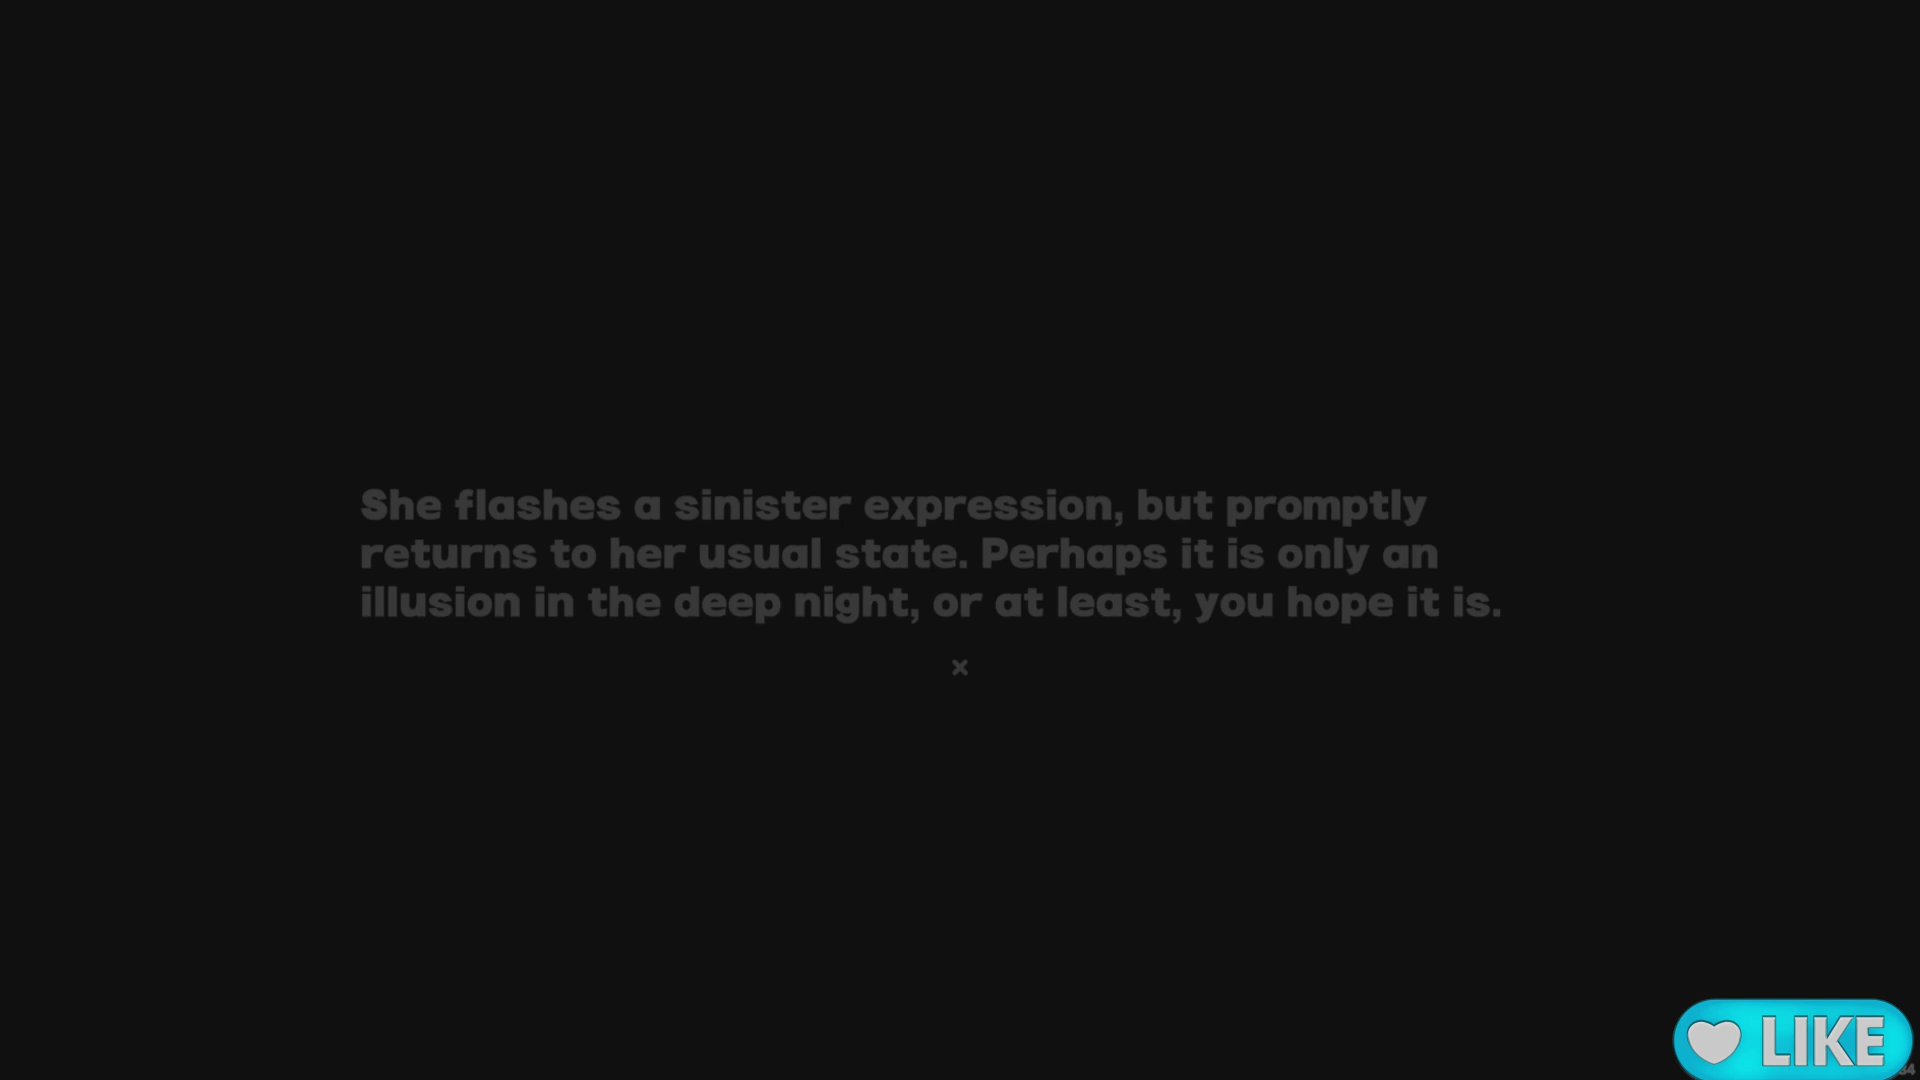 She flashes a sinister expression, but promptly
returns to her usual state. Perhaps it is only an
illusion in the deep night, or at least, you hope it is.
×
LIKE